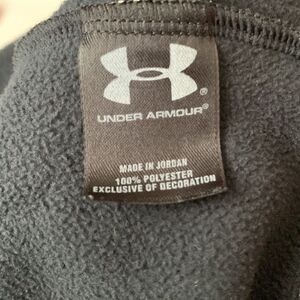 UNDER ARMOUR®
MADE IN JORDAN
100% POLYESTER
EXCLUSIVE OF DECORATION